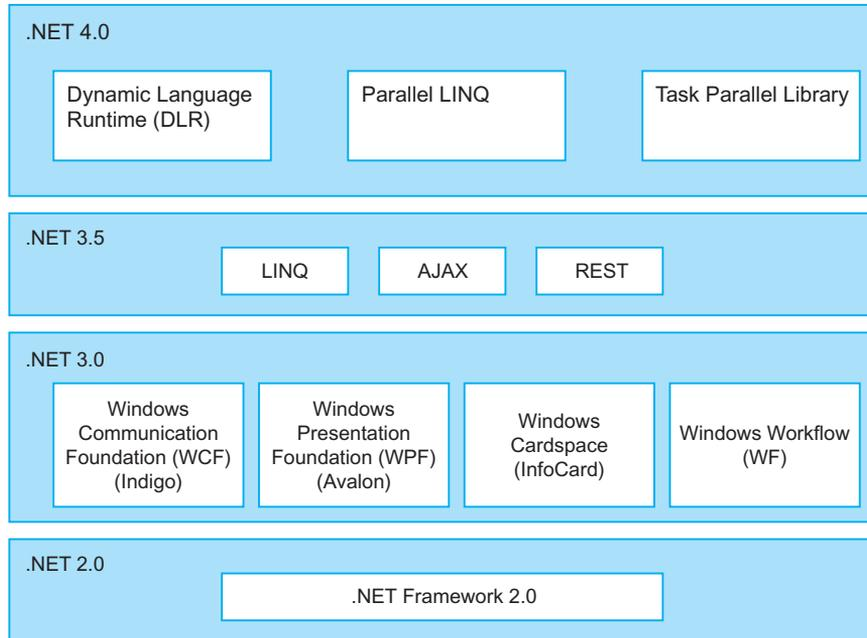 .NET 4.0
Dynamic Language
Runtime (DLR)
Parallel LINQ
Task Parallel Library
.NET 3.5
LINQ
AJAX
REST
.NET 3.0
Windows
Communication
Foundation (WCF)
(Indigo)
Windows
Presentation
Foundation (WPF)
(Avalon)
Windows
Cardspace
(InfoCard)
Windows Workflow
(WF)
.NET 2.0
.NET Framework 2.0